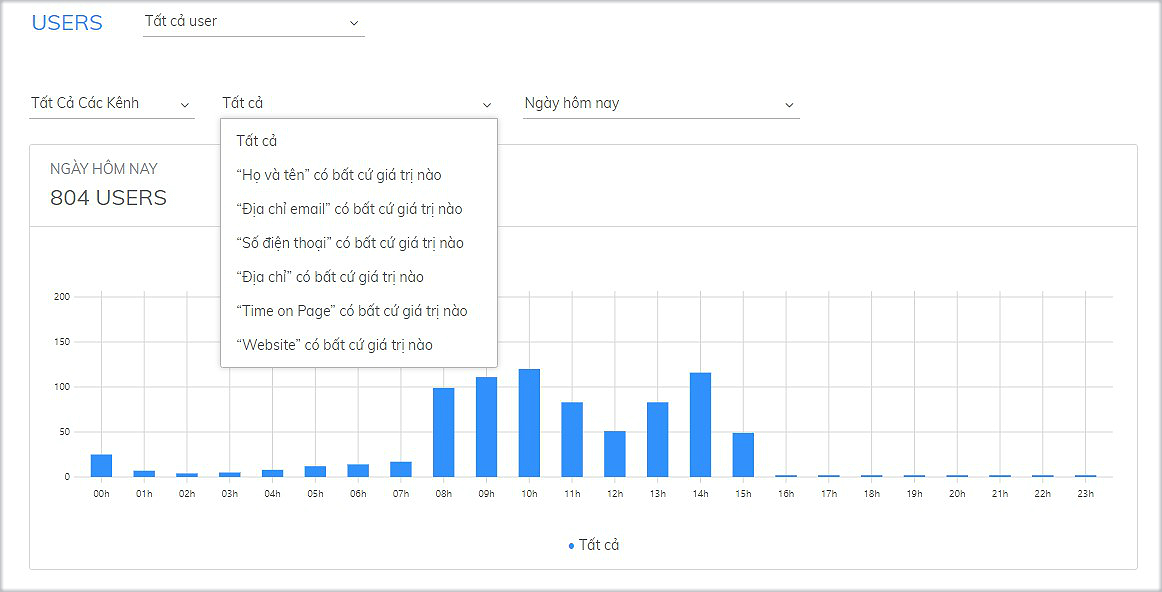 USERS
Tất cả user
Tất Cả Các Kênh
Tất cả
Ngày hôm nay
Tất cả
“Họ và tên” có bất cứ giá trị nào
“Địa chỉ email” có bất cứ giá trị nào
“Số điện thoại” có bất cứ giá trị nào
“Địa chỉ” có bất cứ giá trị nào
“Time on Page” có bất cứ giá trị nào
“Website” có bất cứ giá trị nào
NGÀY HÔM NAY
804 USERS
200
150
100
50
0
00h 01h 02h 03h 04h 05h 06h 07h 08h 09h 10h 11h 12h 13h 14h 15h 16h 17h 18h 19h 20h 21h 22h 23h
Tất cả